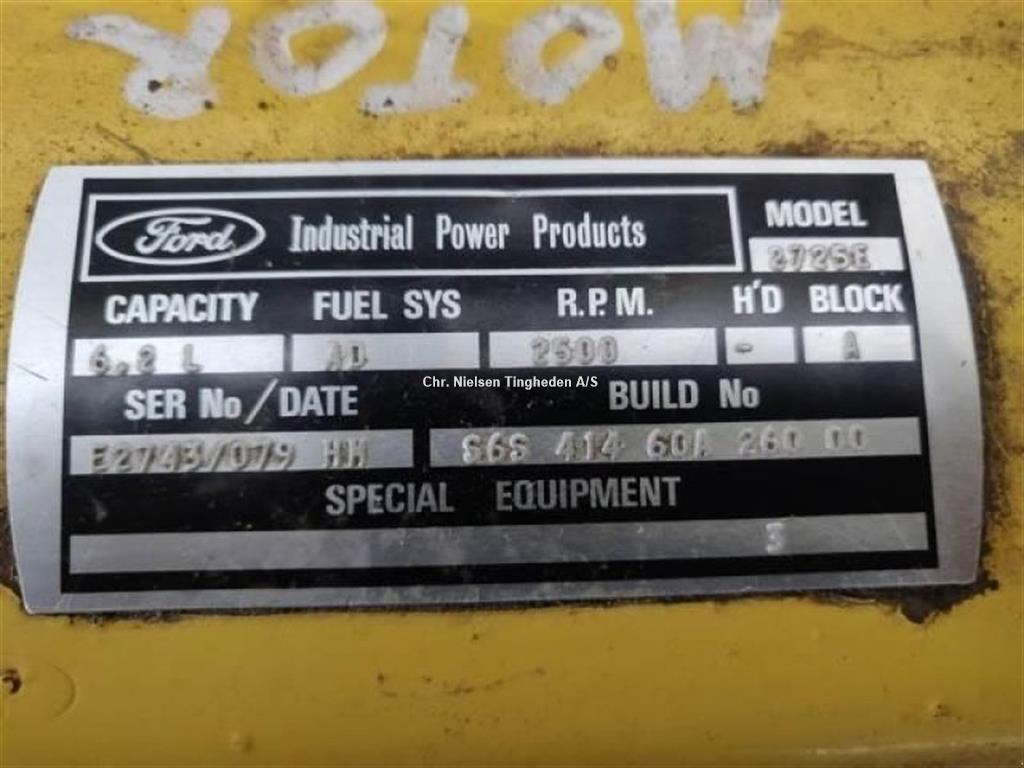 MOTOR
Ford Industrial Power Products
MODEL
2725E
CAPACITY FUEL SYS R.P.M. H'D BLOCK
6.2 L AD 2500 - A
Chr. Nielsen Tingheden A/S
SER No/DATE BUILD No
E2743/079 HH S6S 414 60A 260 00
SPECIAL EQUIPMENT
S